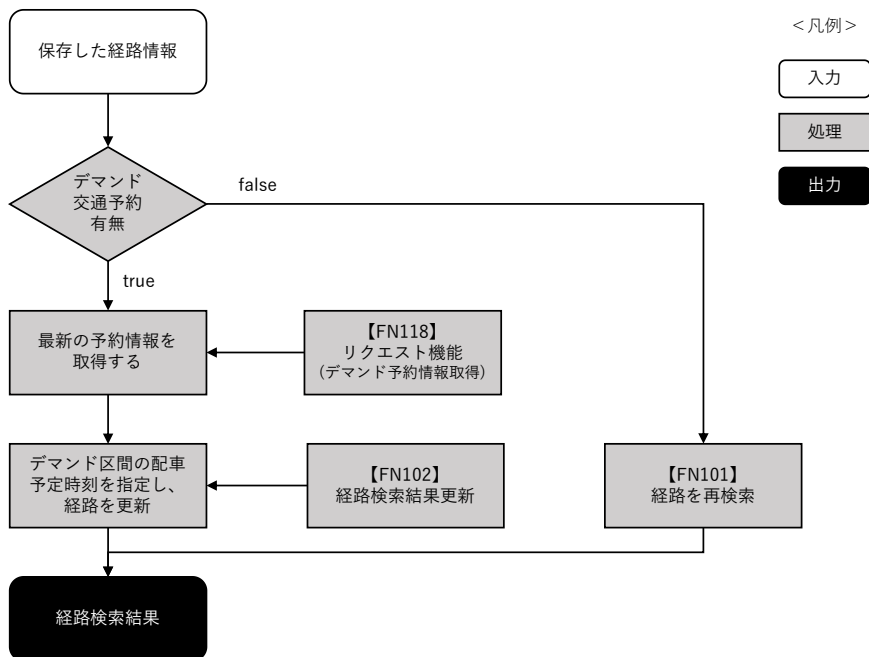 保存した経路情報
＜凡例＞
入力
処理
出力
デマンド
交通予約
有無
false
true
最新の予約情報を
取得する
【FN118】
リクエスト機能
(デマンド予約情報取得)
デマンド区間の配車
予定時刻を指定し、
経路を更新
【FN102】
経路検索結果更新
【FN101】
経路を再検索
経路検索結果